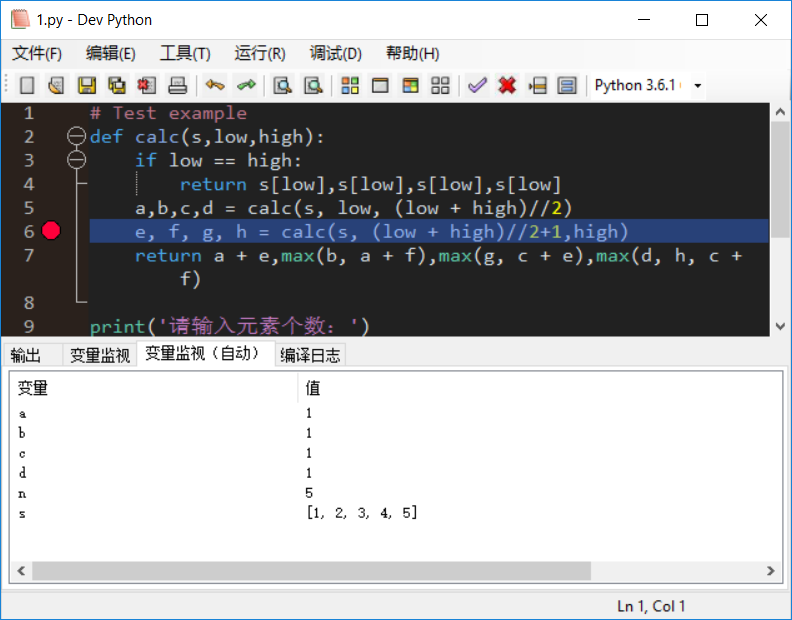 1.py - Dev Python
文件(F) 编辑(E) 工具(T) 运行(R) 调试(D) 帮助(H)
Python 3.6.1
1 # Test example
2 def calc(s,low,high):
3 if low == high:
4 return s[low],s[low],s[low],s[low]
5 a,b,c,d = calc(s, low, (low + high)//2)
6 e, f, g, h = calc(s, (low + high)//2+1,high)
7 return a + e,max(b, a + f),max(g, c + e),max(d, h, c +
f)
8
9 print('请输入元素个数：')
输出 变量监视 变量监视（自动） 编译日志
变量 值
a 1
b 1
c 1
d 1
n 5
s [1, 2, 3, 4, 5]
Ln 1, Col 1